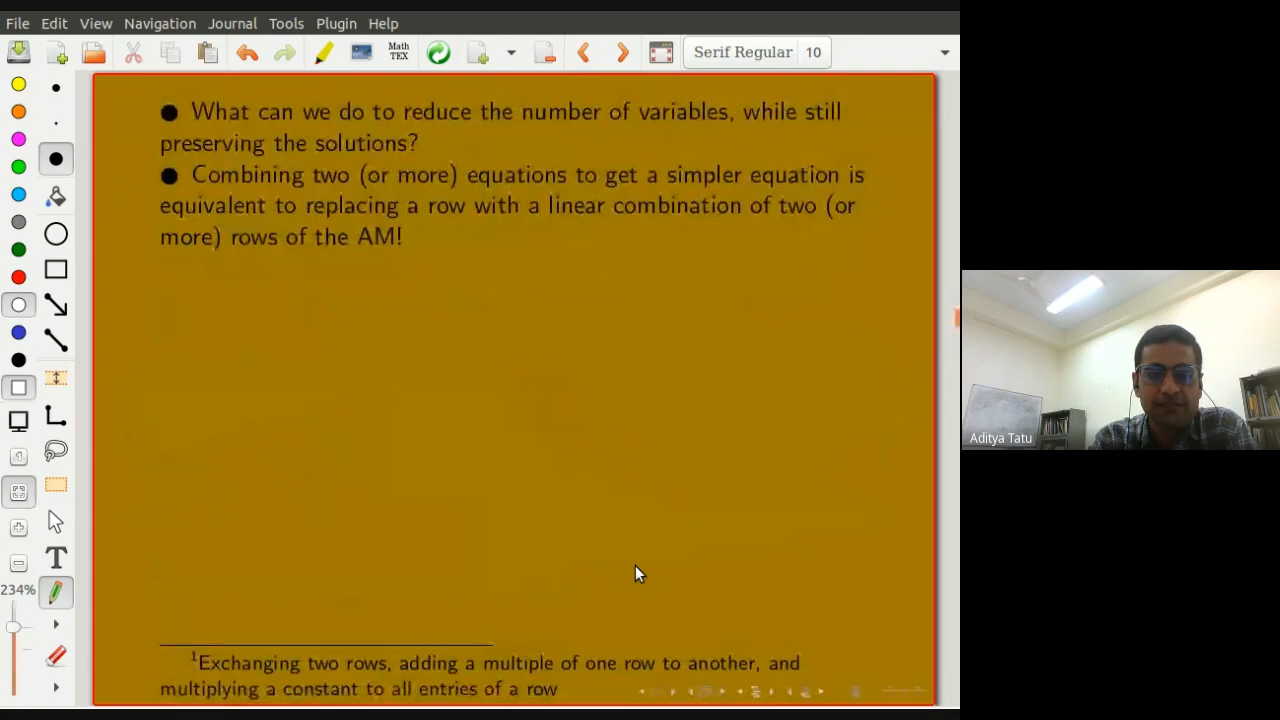 File Edit View Navigation Journal Tools Plugin Help
Math
TEX
Serif Regular 10
● What can we do to reduce the number of variables, while still
preserving the solutions?
● Combining two (or more) equations to get a simpler equation is
equivalent to replacing a row with a linear combination of two (or
more) rows of the AM!
Aditya Tatu
234%
1Exchanging two rows, adding a multiple of one row to another, and
multiplying a constant to all entries of a row